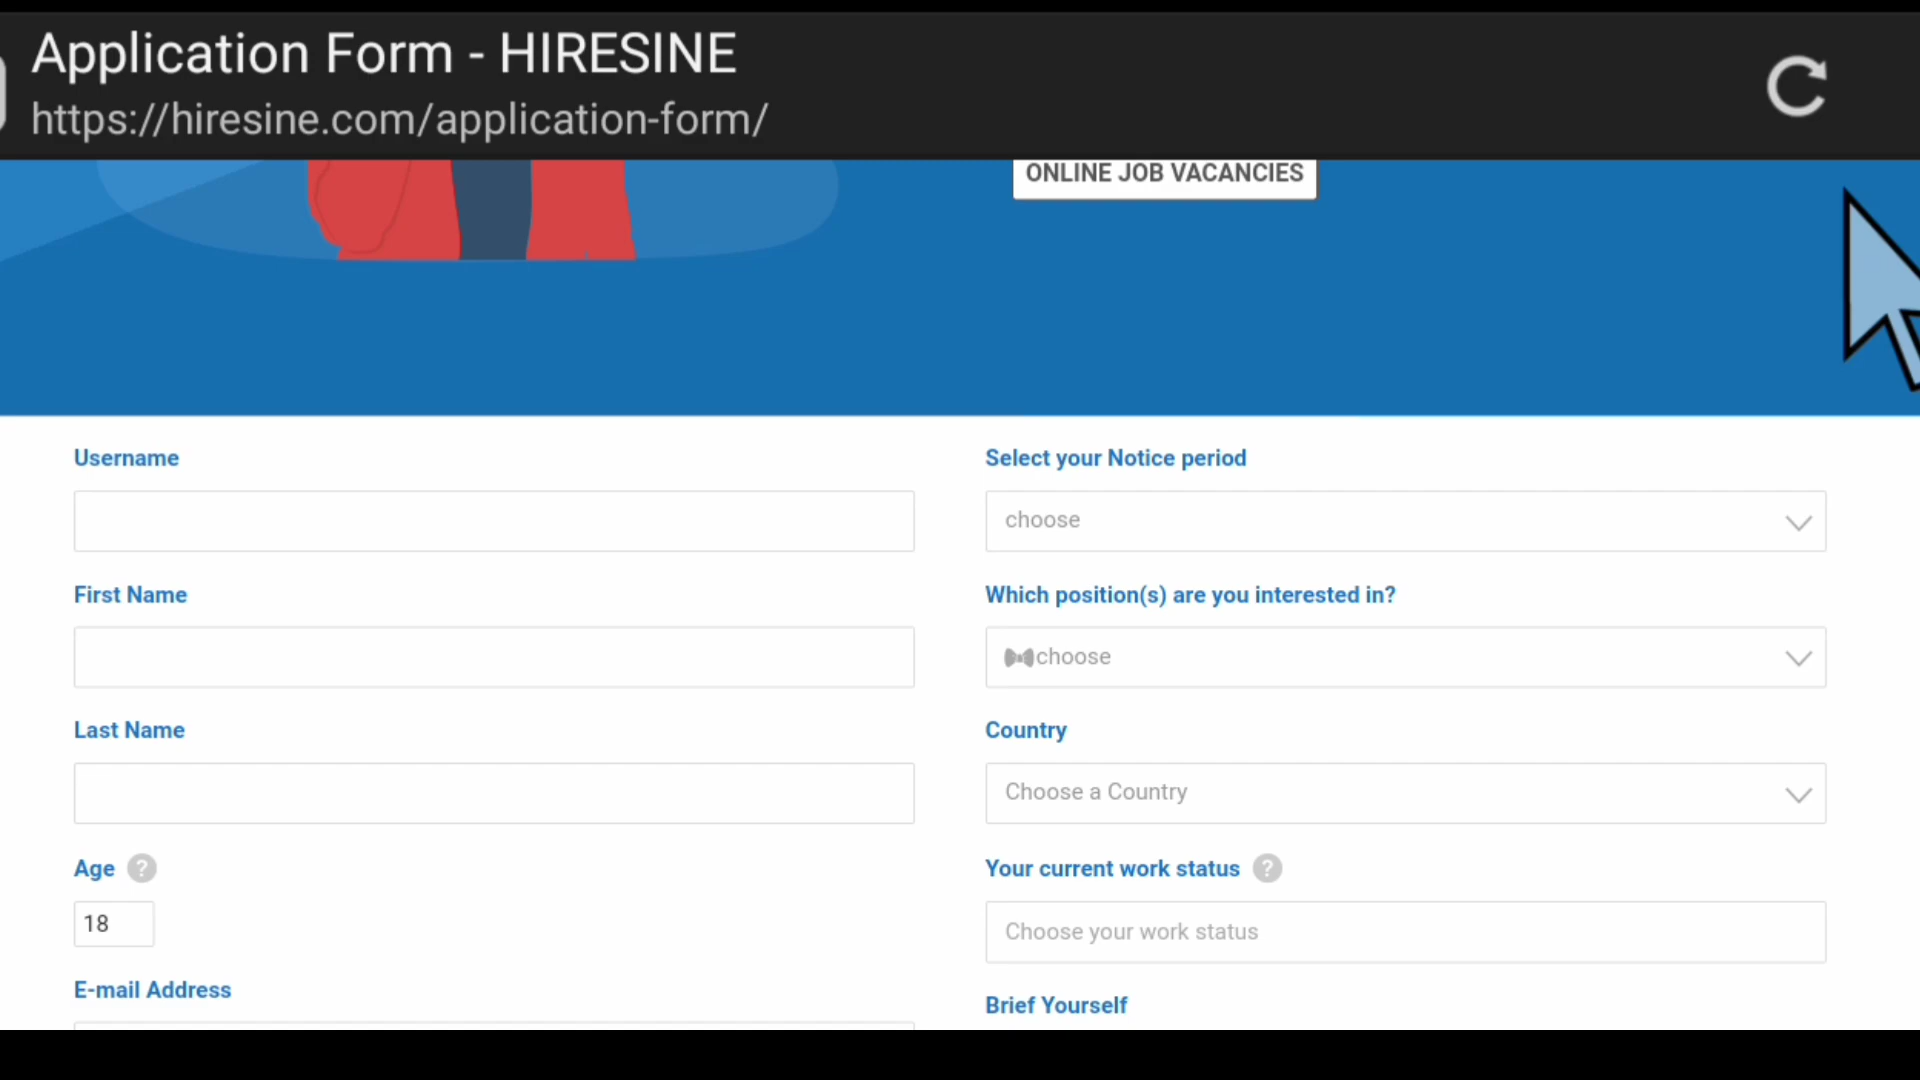 Application Form - HIRESINE
https://hiresine.com/application-form/
ONLINE JOB VACANCIES
Username
First Name
Last Name
Age ?
18
E-mail Address
Select your Notice period
choose
Which position(s) are you interested in?
choose
Country
Choose a Country
Your current work status ?
Choose your work status
Brief Yourself